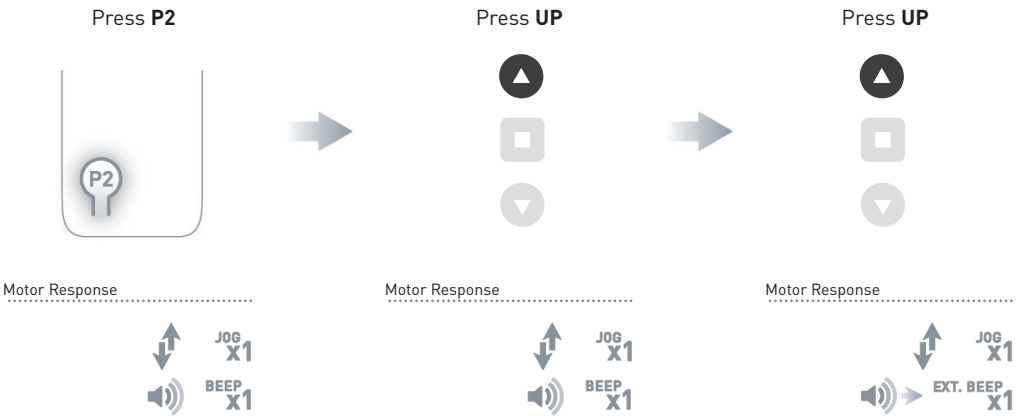 Press P2
Press UP
Press UP
P2
Motor Response
Motor Response
Motor Response
JOG
X1
JOG
X1
JOG
X1
BEEP
X1
BEEP
X1
EXT. BEEP
X1